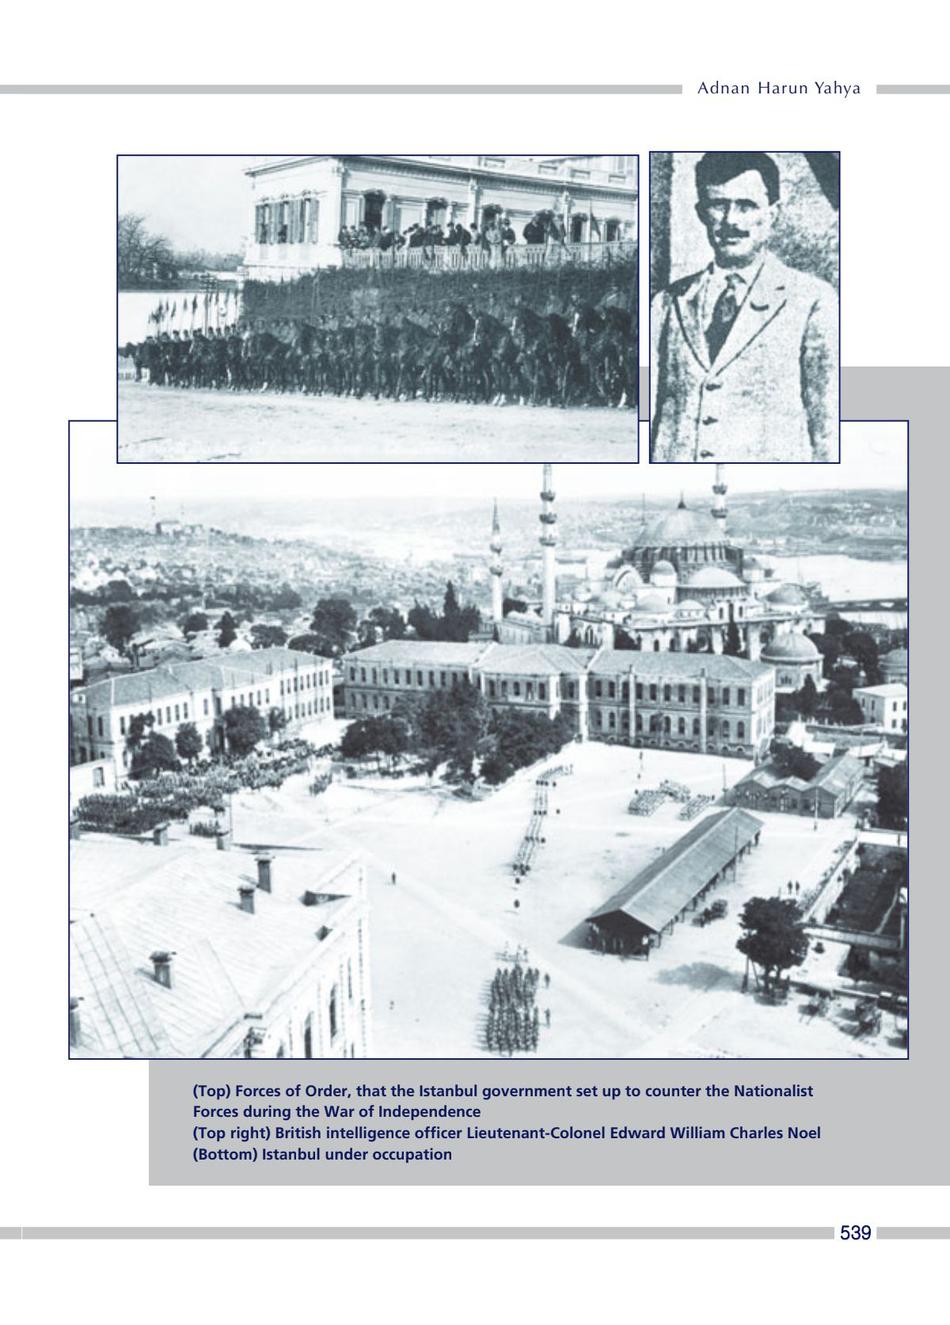 Adnan Harun Yahya
(Top) Forces of Order, that the Istanbul government set up to counter the Nationalist
Forces during the War of Independence
(Top right) British intelligence officer Lieutenant-Colonel Edward William Charles Noel
(Bottom) Istanbul under occupation
539